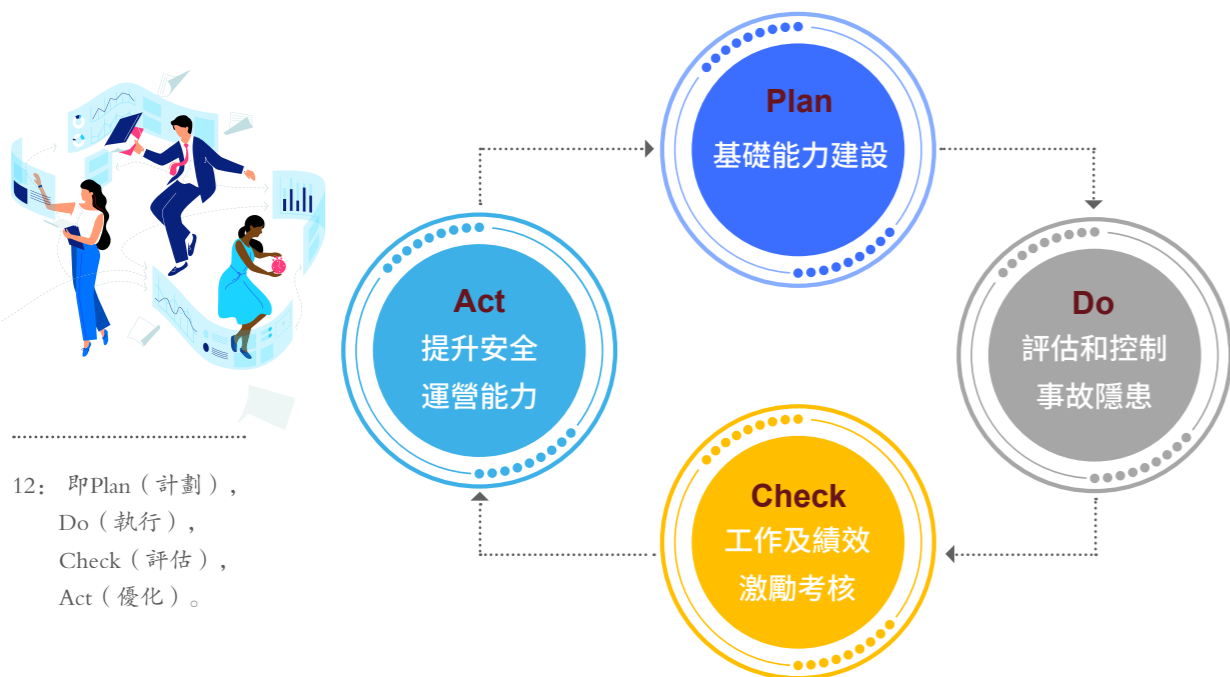 Plan
基礎能力建設
Do
評估和控制
事故隱患
Check
工作及績效
激勵考核
Act
提升安全
運營能力
12： 即Plan（計劃），
Do（執行），
Check（評估），
Act（優化）。